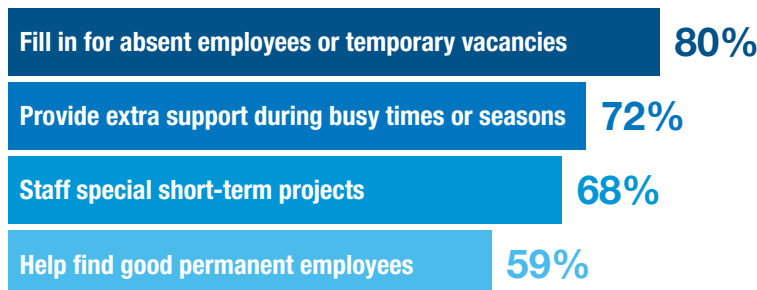 Fill in for absent employees or temporary vacancies 80%
Provide extra support during busy times or seasons 72%
Staff special short-term projects 68%
Help find good permanent employees 59%